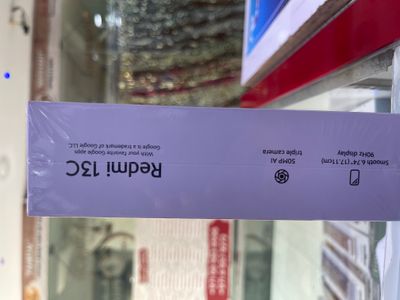 Redmi 13C
With your favorite Google apps
Google is a trademark of Google LLC.
50MP AI
triple camera
Smooth 6.74" (17.11cm)
90Hz display